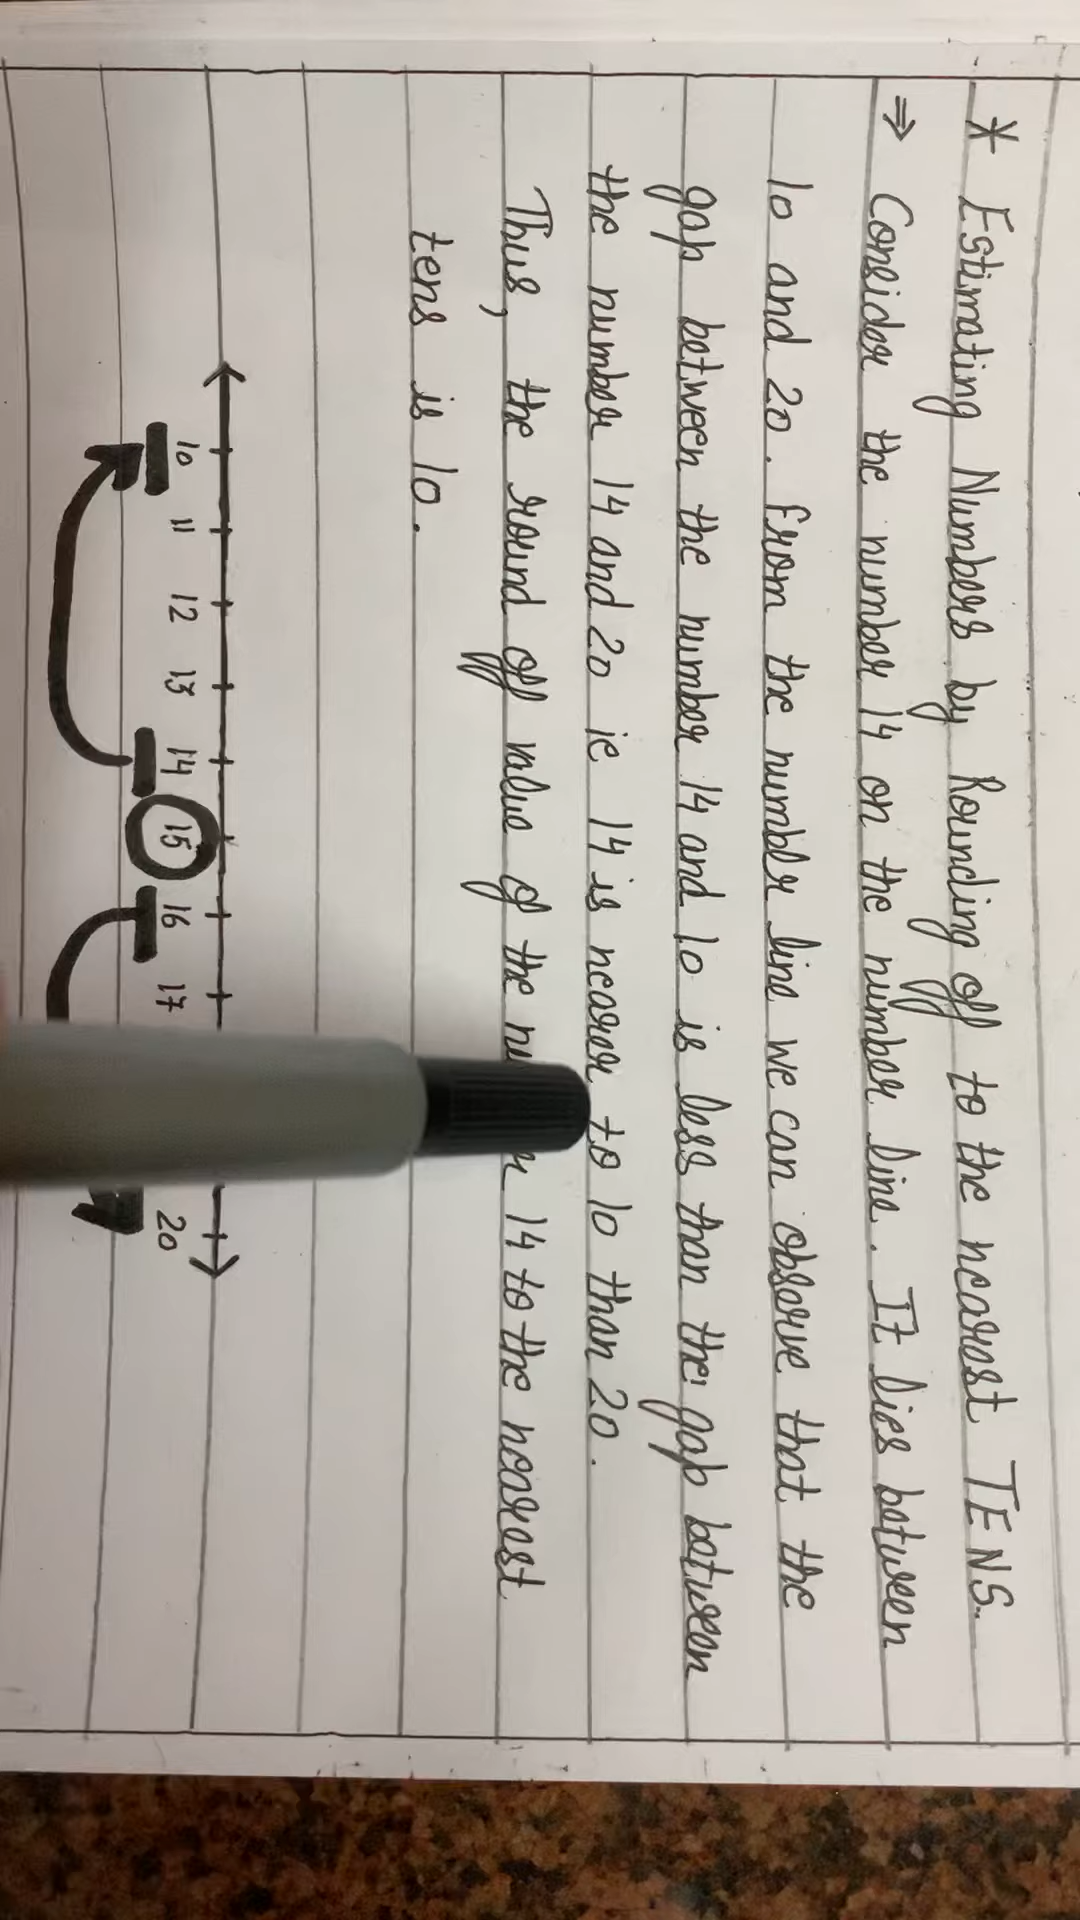 * Estimating Numbers by Rounding off to the nearest TENS.
⇒ Consider the number 14 on the number line. It lies between
10 and 20. From the number line we can observe that the
gap between the number 14 and 10 is less than the gap between
the number 14 and 20 ie 14 is nearer to 10 than 20.
Thus, the round off value of the 14 to the nearest
tens is 10.
10 11 12 13 14 15 16 17 20